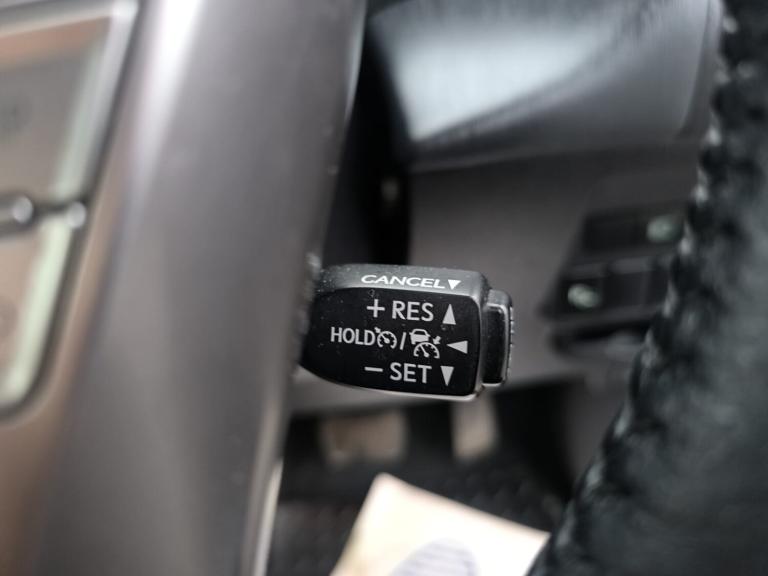 CANCEL▼
+ RES ▲
HOLD / ◀
− SET ▼